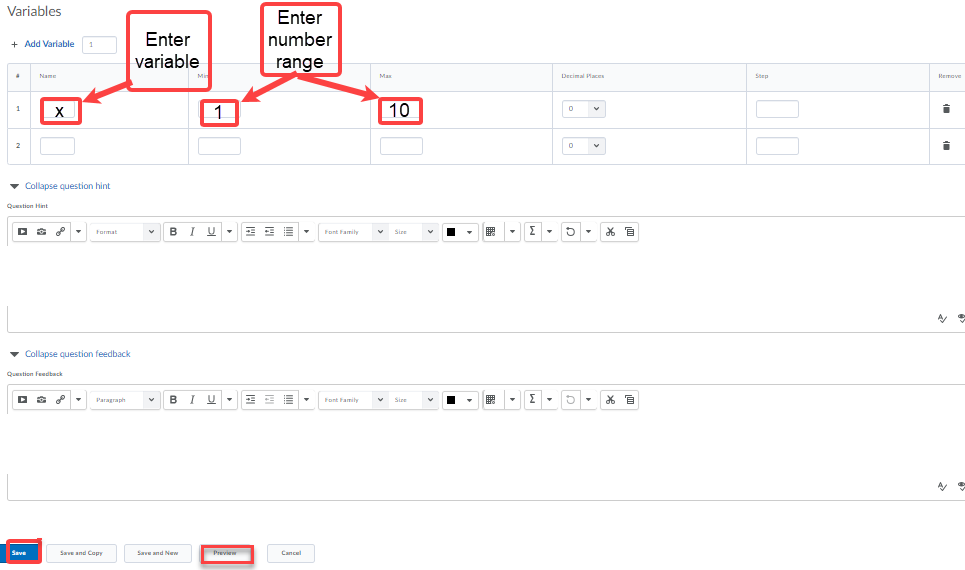 Variables
+ Add Variable 1
Enter
variable
Enter
number
range
# Name Min Max Decimal Places Step Remove
1 x 1 10 0
2 0
Collapse question hint
Question Hint
Format B I U Font Family Size Σ
Collapse question feedback
Question Feedback
Paragraph B I U Font Family Size Σ
Save Save and Copy Save and New Preview Cancel